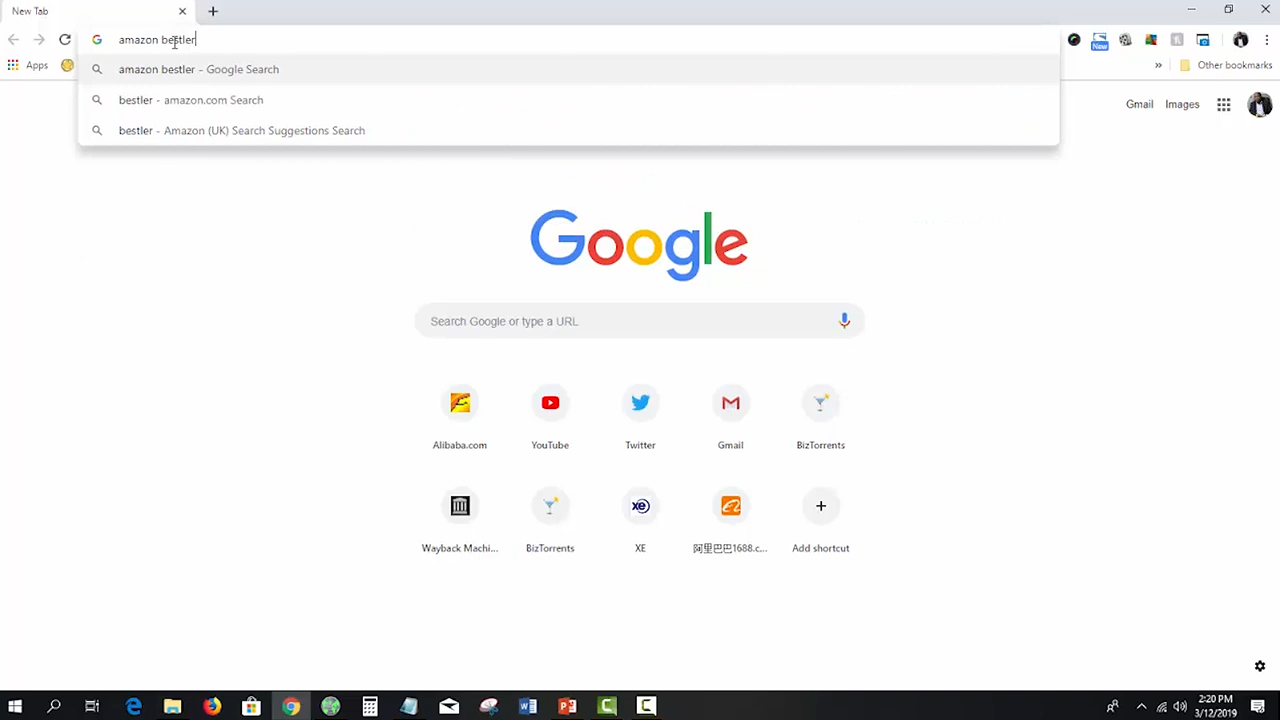 New Tab
amazon bestler
New
amazon bestler - Google Search
bestler - amazon.com Search
bestler - Amazon (UK) Search Suggestions Search
Apps
» Other bookmarks
Gmail Images
Google
Search Google or type a URL
Alibaba.com YouTube Twitter Gmail BizTorrents
xe
Wayback Machi... BizTorrents XE 阿里巴巴1688.c... Add shortcut
2:20 PM
3/12/2019